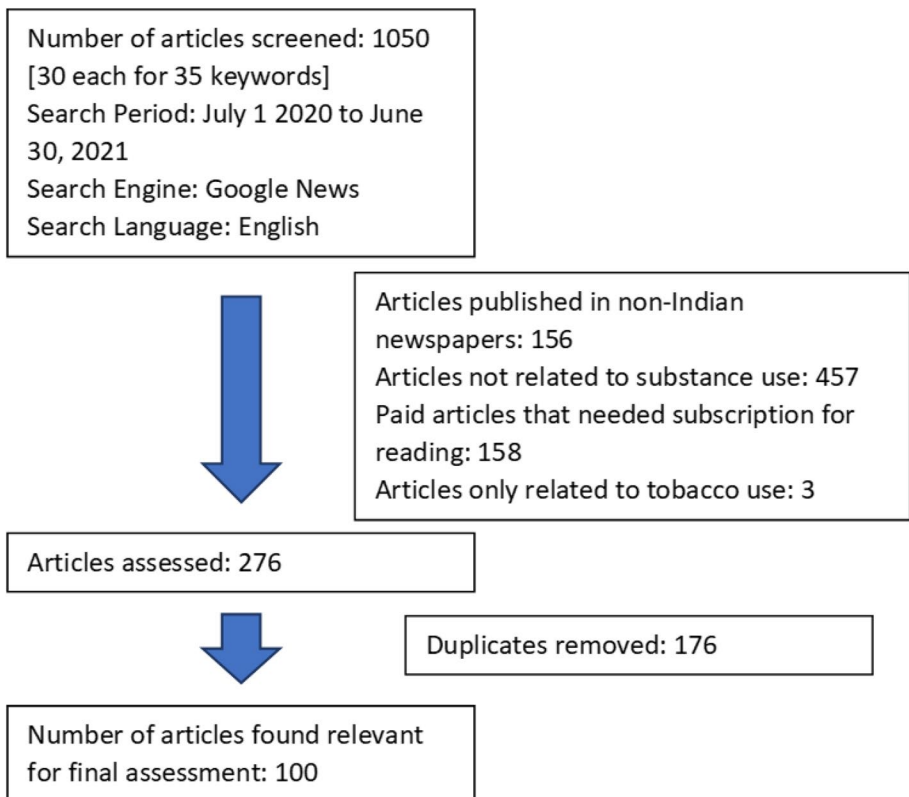 Number of articles screened: 1050
[30 each for 35 keywords]
Search Period: July 1 2020 to June
30, 2021
Search Engine: Google News
Search Language: English
Articles published in non-Indian
newspapers: 156
Articles not related to substance use: 457
Paid articles that needed subscription for
reading: 158
Articles only related to tobacco use: 3
Articles assessed: 276
Duplicates removed: 176
Number of articles found relevant
for final assessment: 100